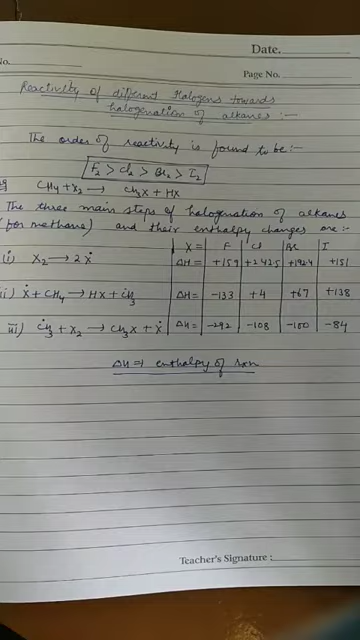 Date.
No.
Page No.
Reactivity of different Halogens towards
halogenation of alkanes :-
The order of reactivity is found to be:-
F₂ > Cl₂ > Br₂ > I₂
CH₄ + X₂ → CH₃X + HX
The three main steps of halogenation of alkanes
(for methane) and their enthalpy changes are:-
X = F Cl Br I
(i) X₂ → 2Ẋ ΔH = +159 +242.5 +192.4 +151
ii) Ẋ + CH₄ → HX + ĊH₃ ΔH = -133 +4 +67 +138
iii) ĊH₃ + X₂ → CH₃X + Ẋ ΔH = -292 -108 -100 -84
ΔH ⇒ enthalpy of rxn
Teacher's Signature :